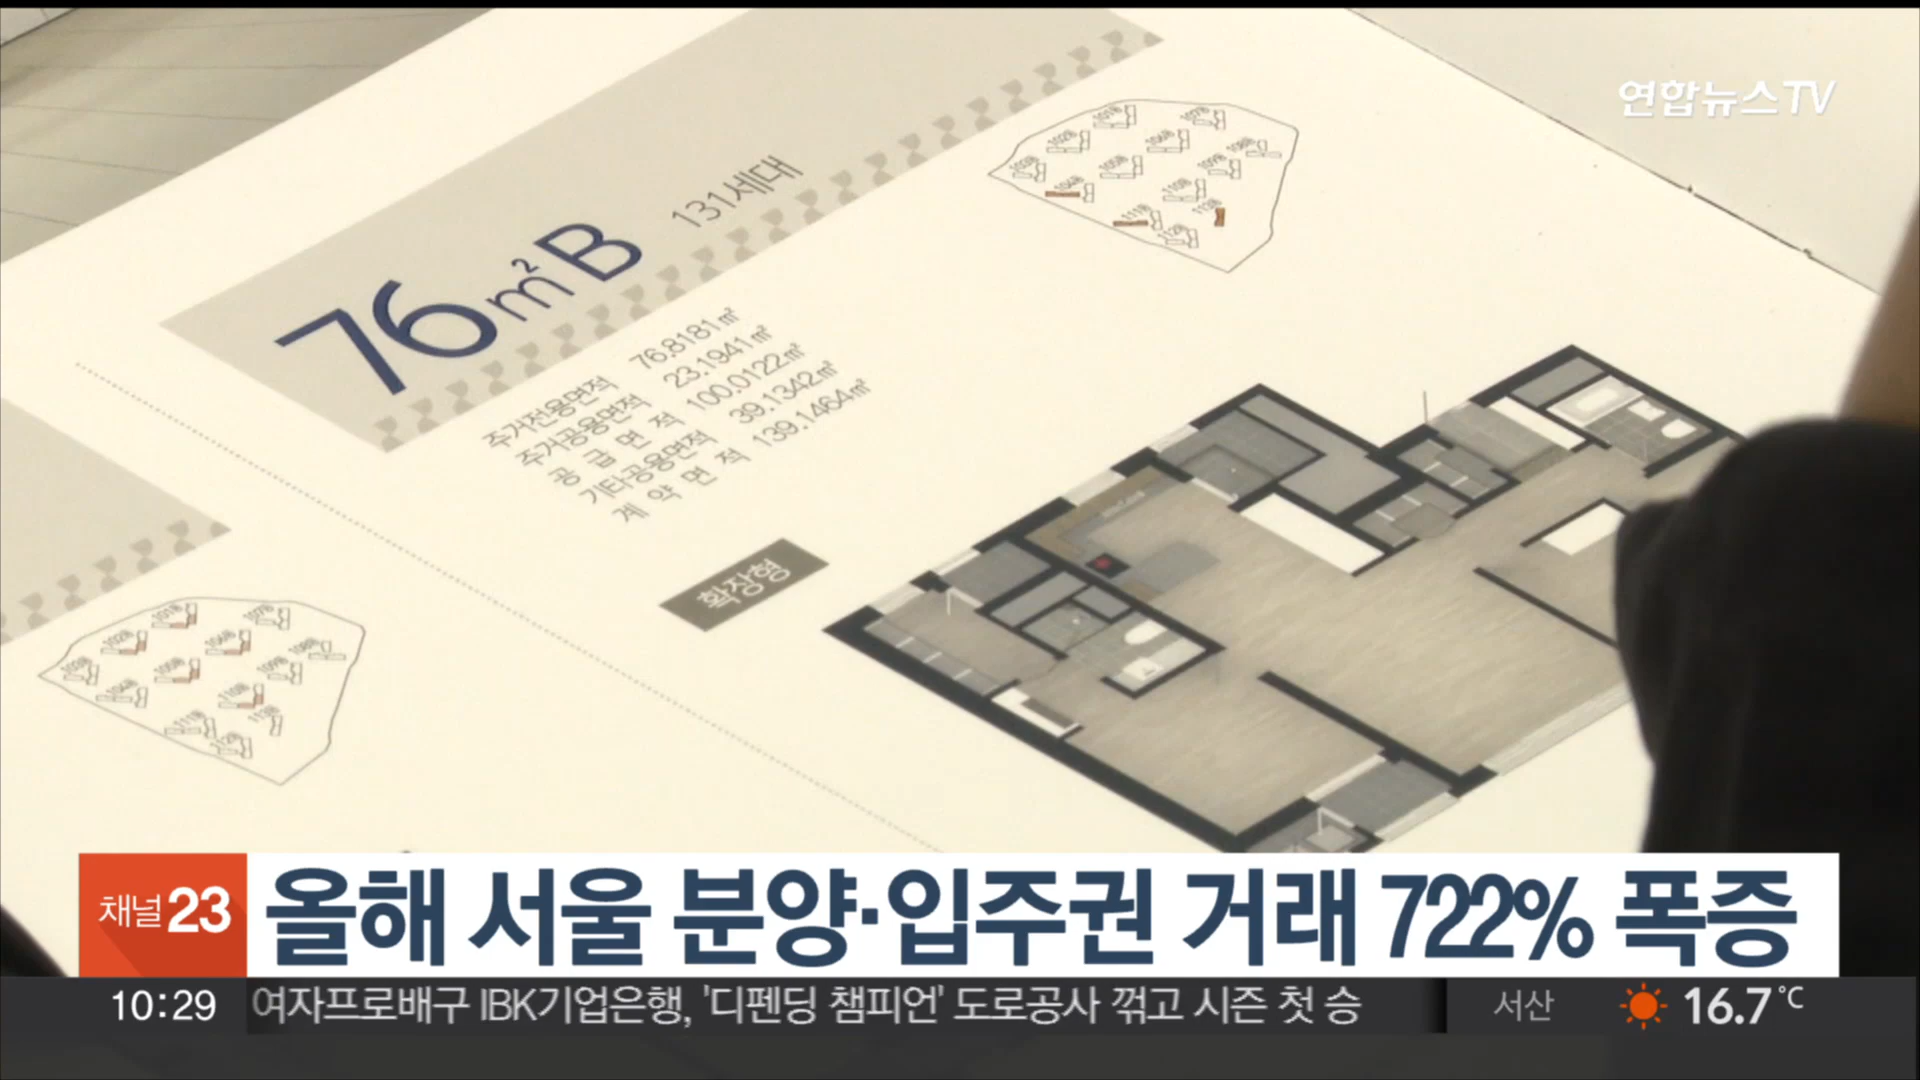 연합뉴스TV
76㎡B 131세대
주거전용면적 76.8181㎡
주거공용면적 23.1941㎡
공급면적 100.0122㎡
기타공용면적 39.1342㎡
계약면적 139.1464㎡
확장형
채널 23
올해 서울 분양·입주권 거래 722% 폭증
10:29
여자프로배구 IBK기업은행, '디펜딩 챔피언' 도로공사 꺾고 시즌 첫 승
서산 16.7℃